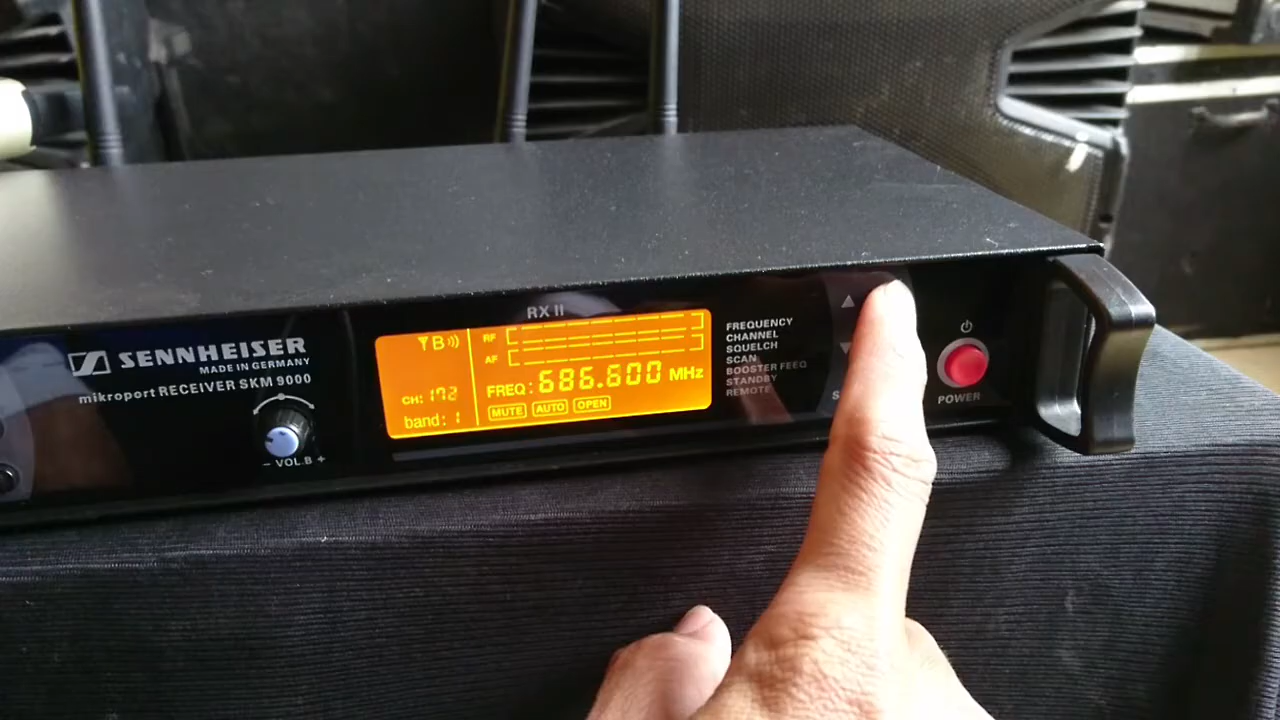 SENNHEISER
MADE IN GERMANY
mikroport RECEIVER SKM 9000
− VOL.B +
RX II
B
CH: 172
band: 1
RF
AF
FREQ: 686.600 MHz
MUTE AUTO OPEN
FREQUENCY
CHANNEL
SQUELCH
SCAN
BOOSTER FEEQ
STANDBY
REMOTE
POWER